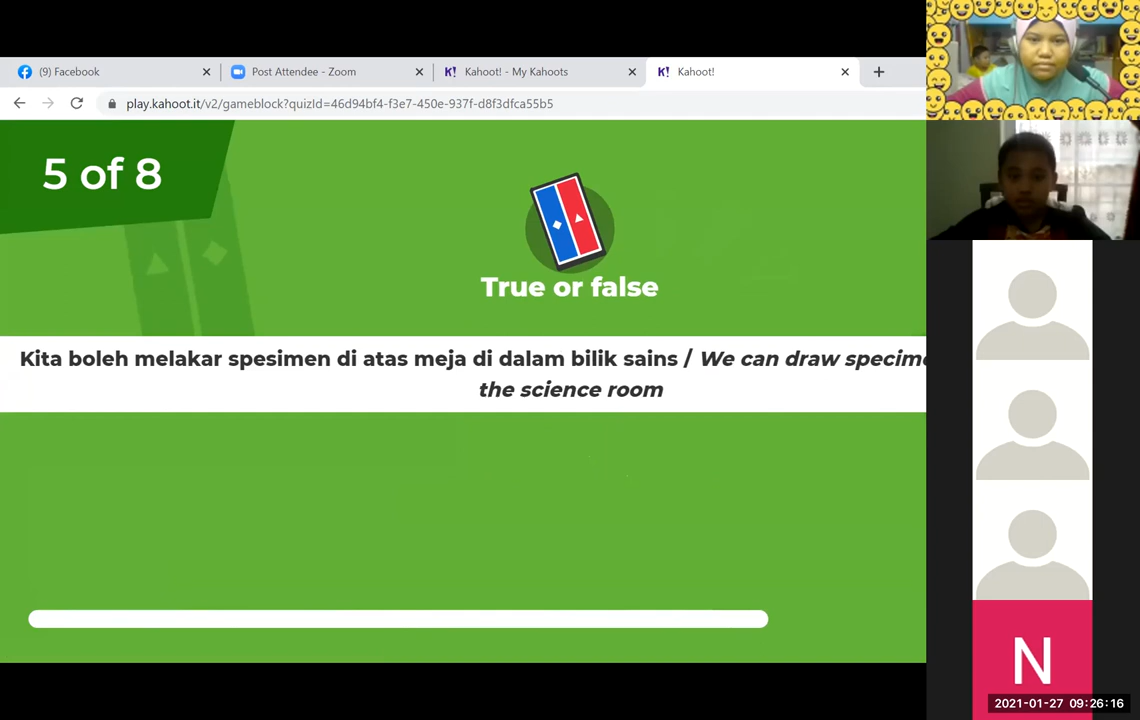 (9) Facebook
Post Attendee - Zoom
K! Kahoot! - My Kahoots
K! Kahoot!
play.kahoot.it/v2/gameblock?quizId=46d94bf4-f3e7-450e-937f-d8f3dfca55b5
5 of 8
True or false
Kita boleh melakar spesimen di atas meja di dalam bilik sains / We can draw
the science room
N
2021-01-27 09:26:16